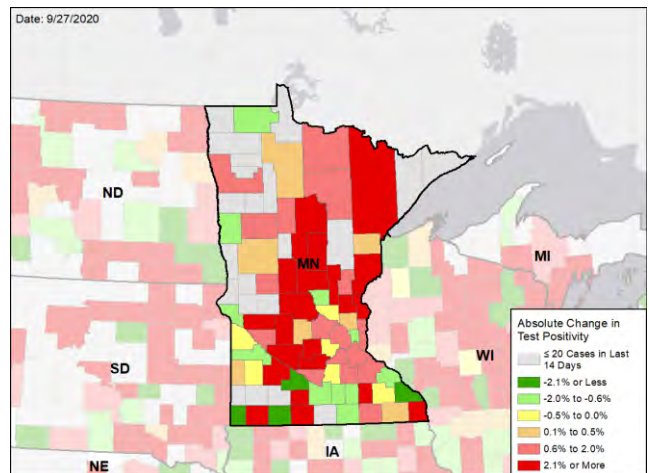 Date: 9/27/2020
ND
MN
MI
SD
WI
NE
IA
Absolute Change in
Test Positivity
≤ 20 Cases in Last
14 Days
-2.1% or Less
-2.0% to -0.6%
-0.5% to 0.0%
0.1% to 0.5%
0.6% to 2.0%
2.1% or More